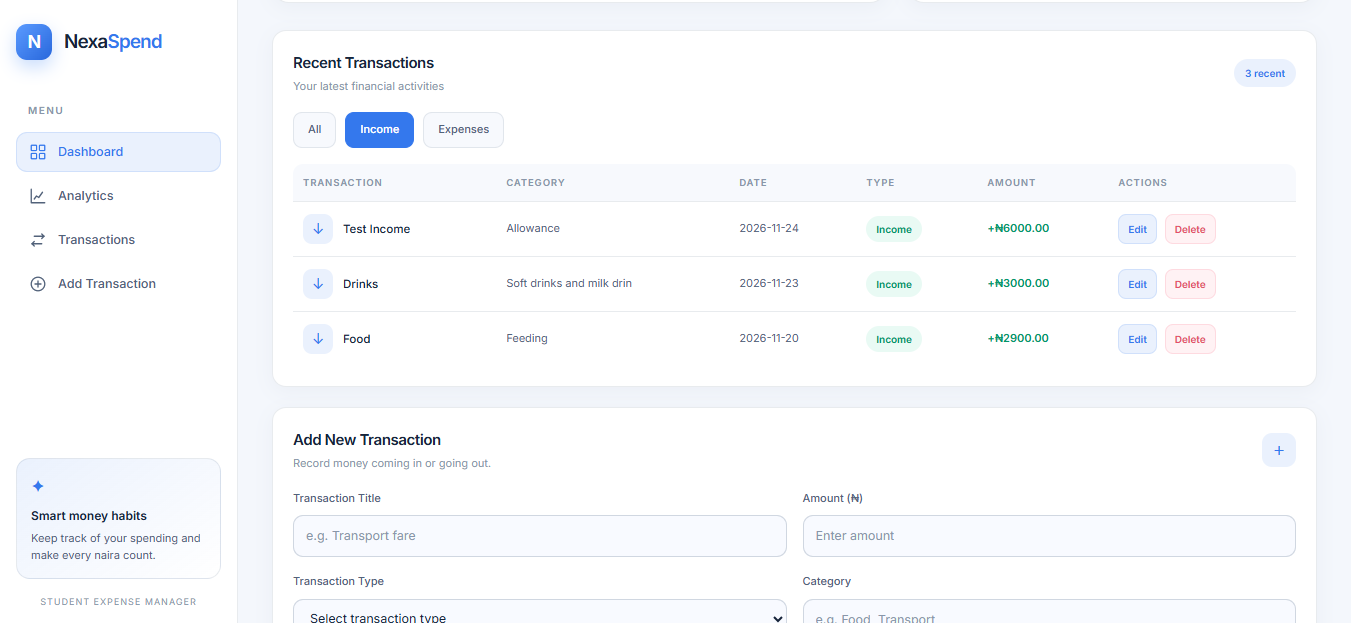 N NexaSpend
MENU
Dashboard
Analytics
Transactions
Add Transaction
Smart money habits
Keep track of your spending and
make every naira count.
STUDENT EXPENSE MANAGER
Recent Transactions
Your latest financial activities
3 recent
All Income Expenses
TRANSACTION CATEGORY DATE TYPE AMOUNT ACTIONS
Test Income Allowance 2026-11-24 Income +₦6000.00 Edit Delete
Drinks Soft drinks and milk drin 2026-11-23 Income +₦3000.00 Edit Delete
Food Feeding 2026-11-20 Income +₦2900.00 Edit Delete
Add New Transaction
Record money coming in or going out.
+
Transaction Title Amount (₦)
e.g. Transport fare Enter amount
Transaction Type Category
Select transaction type e.g. Food, Transport